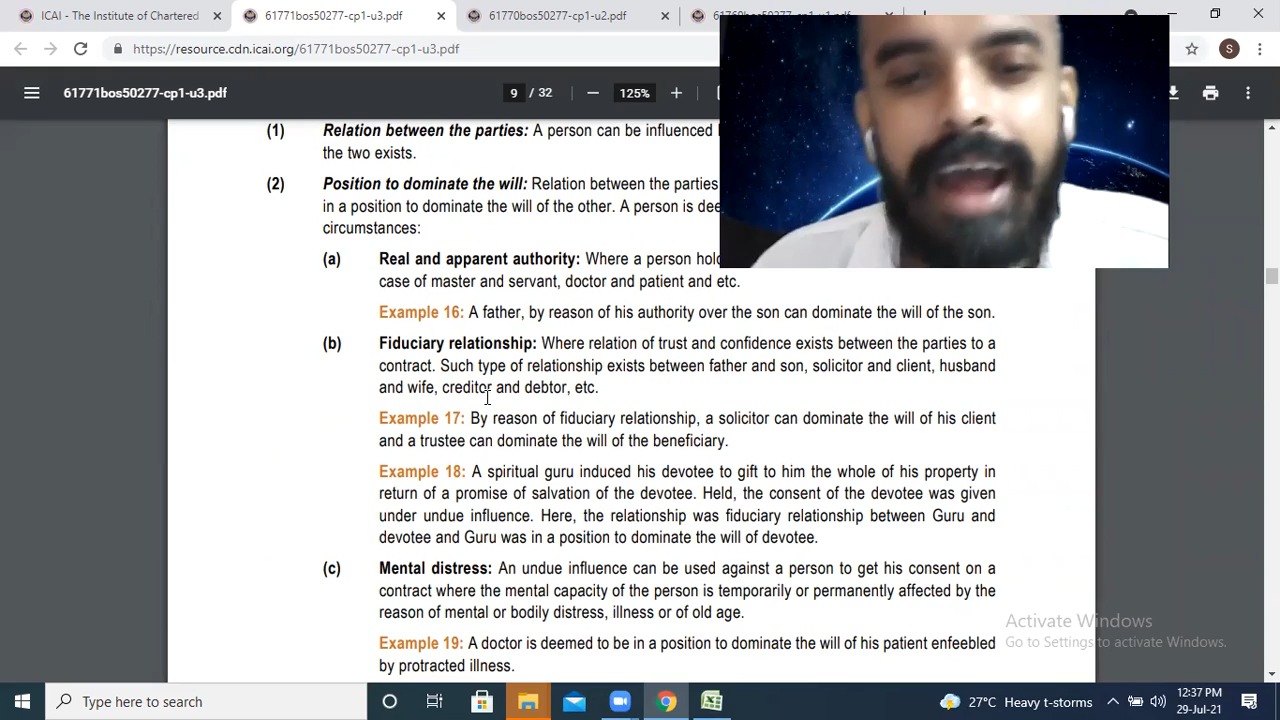 ICAI - The Institute of Chartered
61771bos50277-cp1-u3.pdf
61770bos50277-cp1-u2.pdf
https://resource.cdn.icai.org/61771bos50277-cp1-u3.pdf
S
61771bos50277-cp1-u3.pdf
9 / 32
125%
(1) Relation between the parties: A person can be influenced
the two exists.
(2) Position to dominate the will: Relation between the parties
in a position to dominate the will of the other. A person is
circumstances:
(a) Real and apparent authority: Where a person
case of master and servant, doctor and patient and etc.
Example 16: A father, by reason of his authority over the son can dominate the will of the son.
(b) Fiduciary relationship: Where relation of trust and confidence exists between the parties to a
contract. Such type of relationship exists between father and son, solicitor and client, husband
and wife, creditor and debtor, etc.
Example 17: By reason of fiduciary relationship, a solicitor can dominate the will of his client
and a trustee can dominate the will of the beneficiary.
Example 18: A spiritual guru induced his devotee to gift to him the whole of his property in
return of a promise of salvation of the devotee. Held, the consent of the devotee was given
under undue influence. Here, the relationship was fiduciary relationship between Guru and
devotee and Guru was in a position to dominate the will of devotee.
(c) Mental distress: An undue influence can be used against a person to get his consent on a
contract where the mental capacity of the person is temporarily or permanently affected by the
reason of mental or bodily distress, illness or of old age.
Example 19: A doctor is deemed to be in a position to dominate the will of his patient enfeebled
by protracted illness.
Activate Windows
Go to Settings to activate Windows.
Type here to search
27°C Heavy t-storms
12:37 PM
29-Jul-21